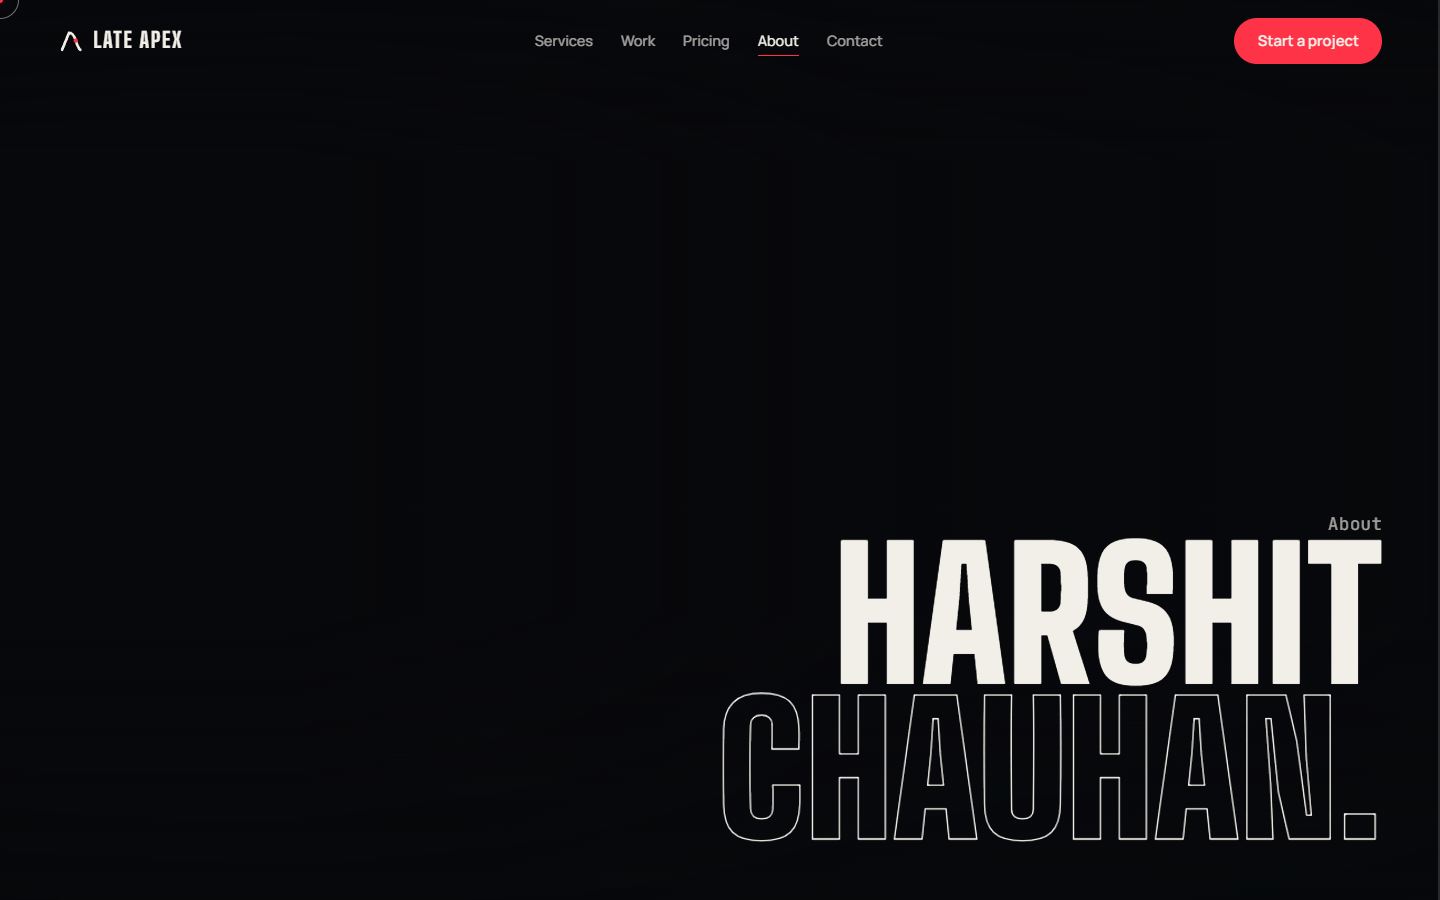 LATE APEX
Services Work Pricing About Contact
Start a project
About
HARSHIT
CHAUHAN.